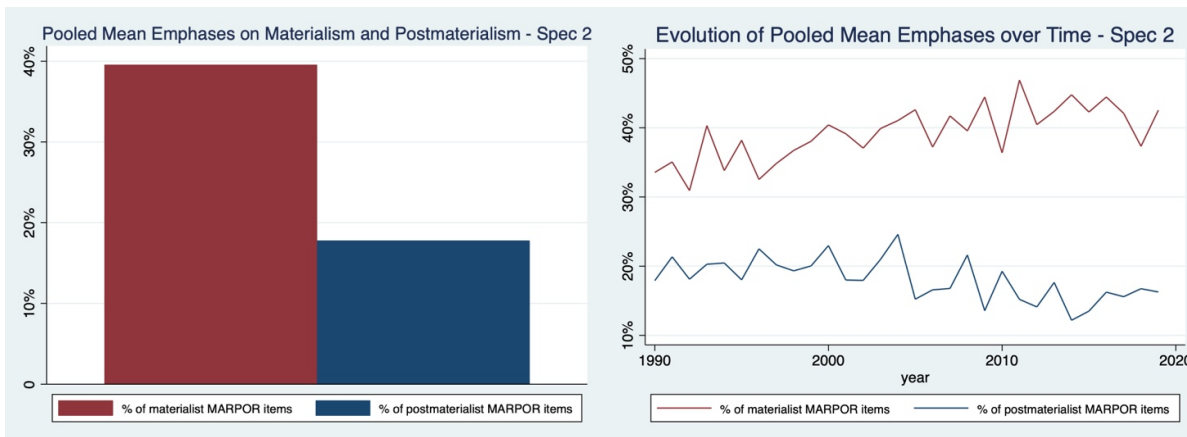 Pooled Mean Emphases on Materialism and Postmaterialism - Spec 2
40%
30%
20%
10%
0
% of materialist MARPOR items
% of postmaterialist MARPOR items
Evolution of Pooled Mean Emphases over Time - Spec 2
50%
40%
30%
20%
10%
1990
2000
2010
2020
year
% of materialist MARPOR items
% of postmaterialist MARPOR items